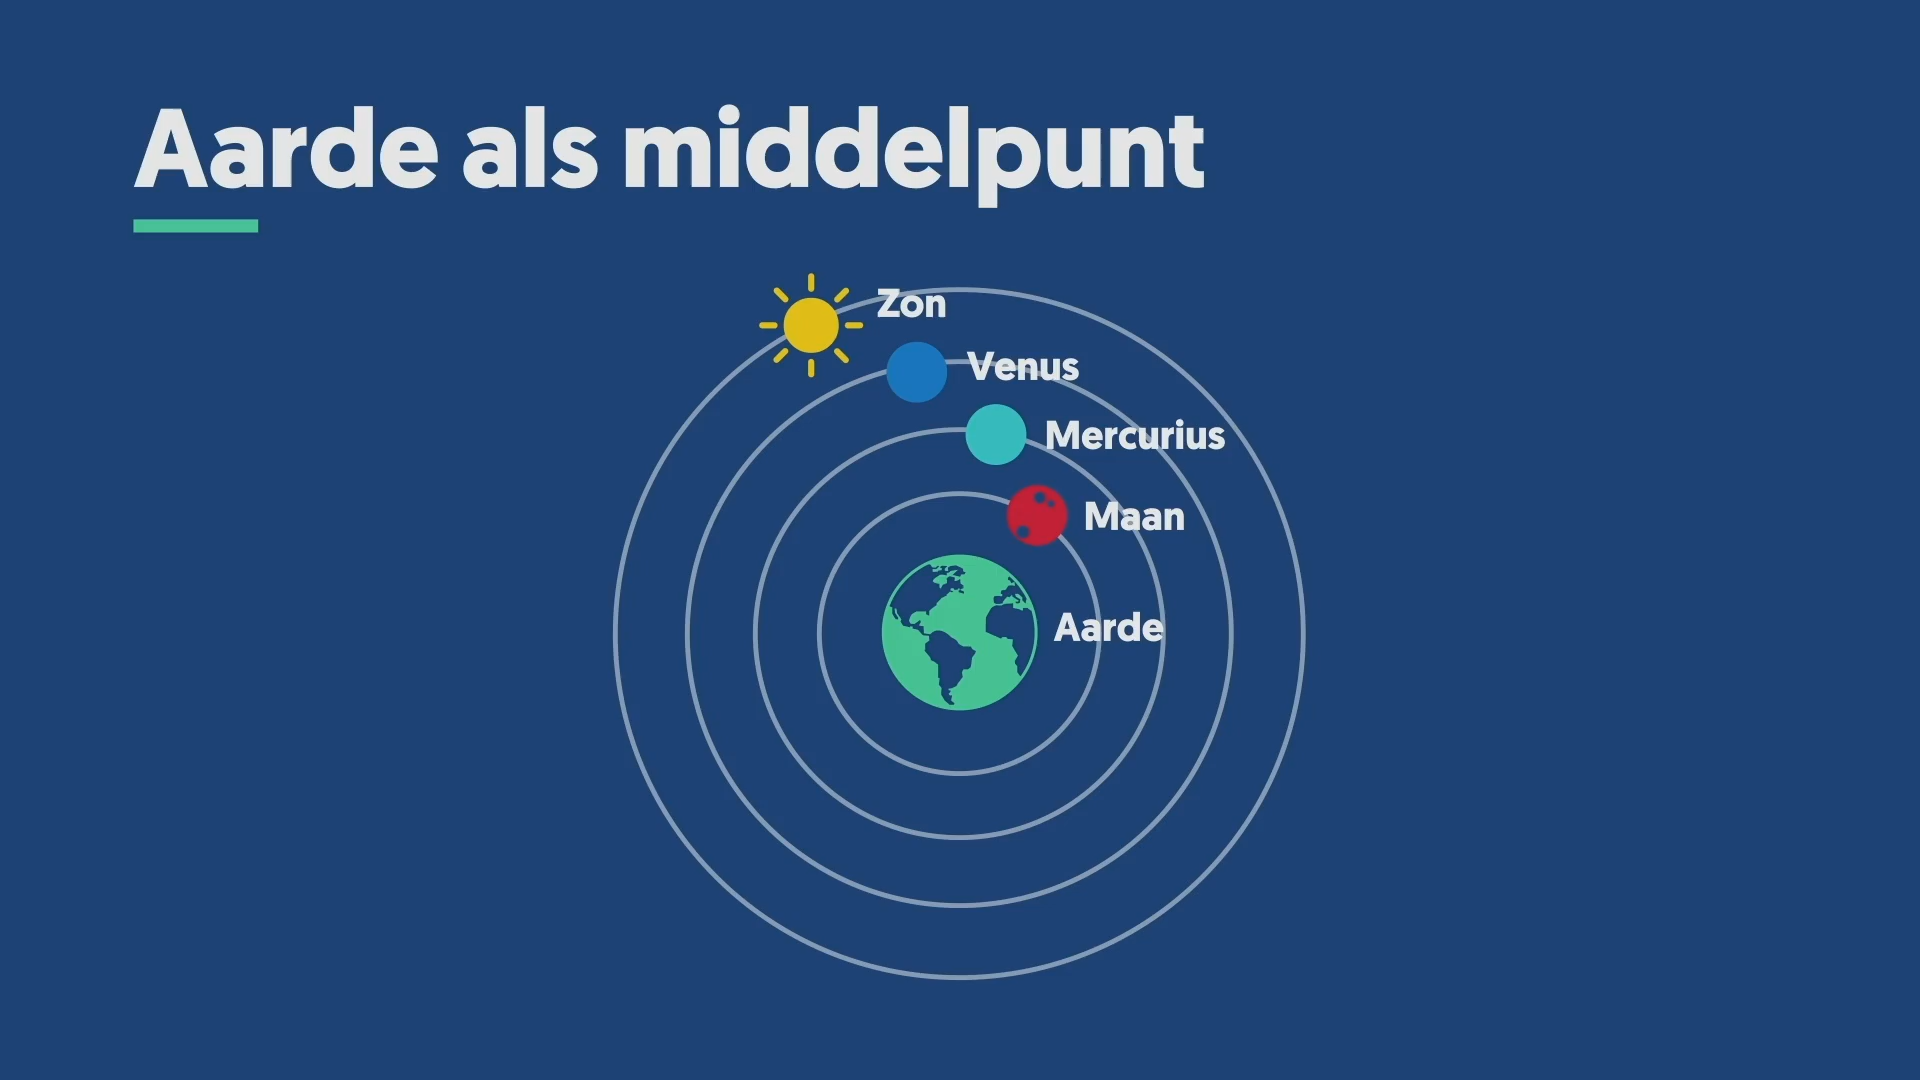 Aarde als middelpunt
Zon
Venus
Mercurius
Maan
Aarde